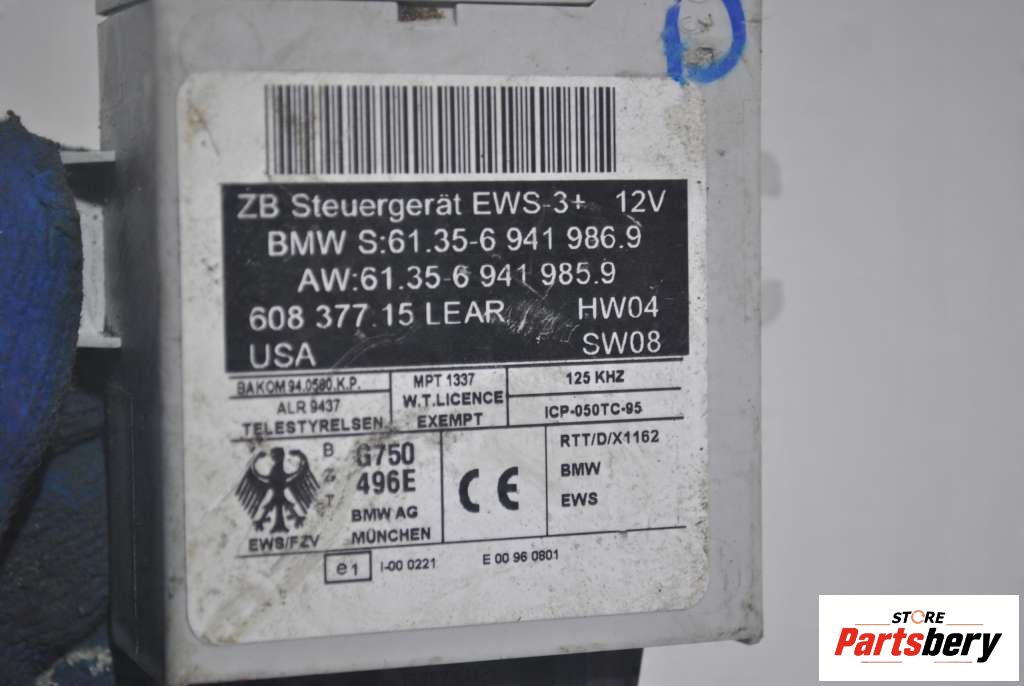 ZB Steuergerät EWS-3+ 12V
BMW S:61.35-6 941 986.9
AW:61.35-6 941 985.9
608 377.15 LEAR HW04
USA SW08
BAKOM 94.0580.K.P.
MPT 1337
125 KHZ
ALR 9437
W.T.LICENCE
TELESTYRELSEN
EXEMPT
ICP-050TC-95
B
Z
T
G750
496E
BMW AG
MÜNCHEN
EWS/FZV
CE
RTT/D/X1162
BMW
EWS
e1 I-00 0221 E 00 96 0801
STORE
Partsbery